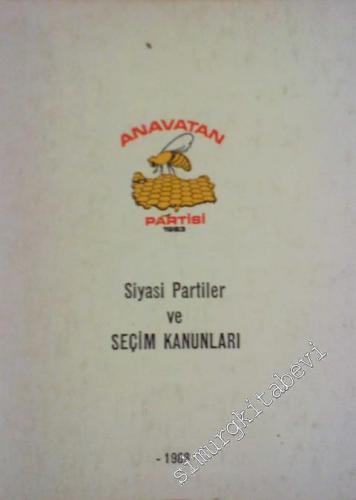 ANAVATAN
PARTİSİ
1983
Siyasi Partiler
ve
SEÇİM KANUNLARI
simurgkitabevi